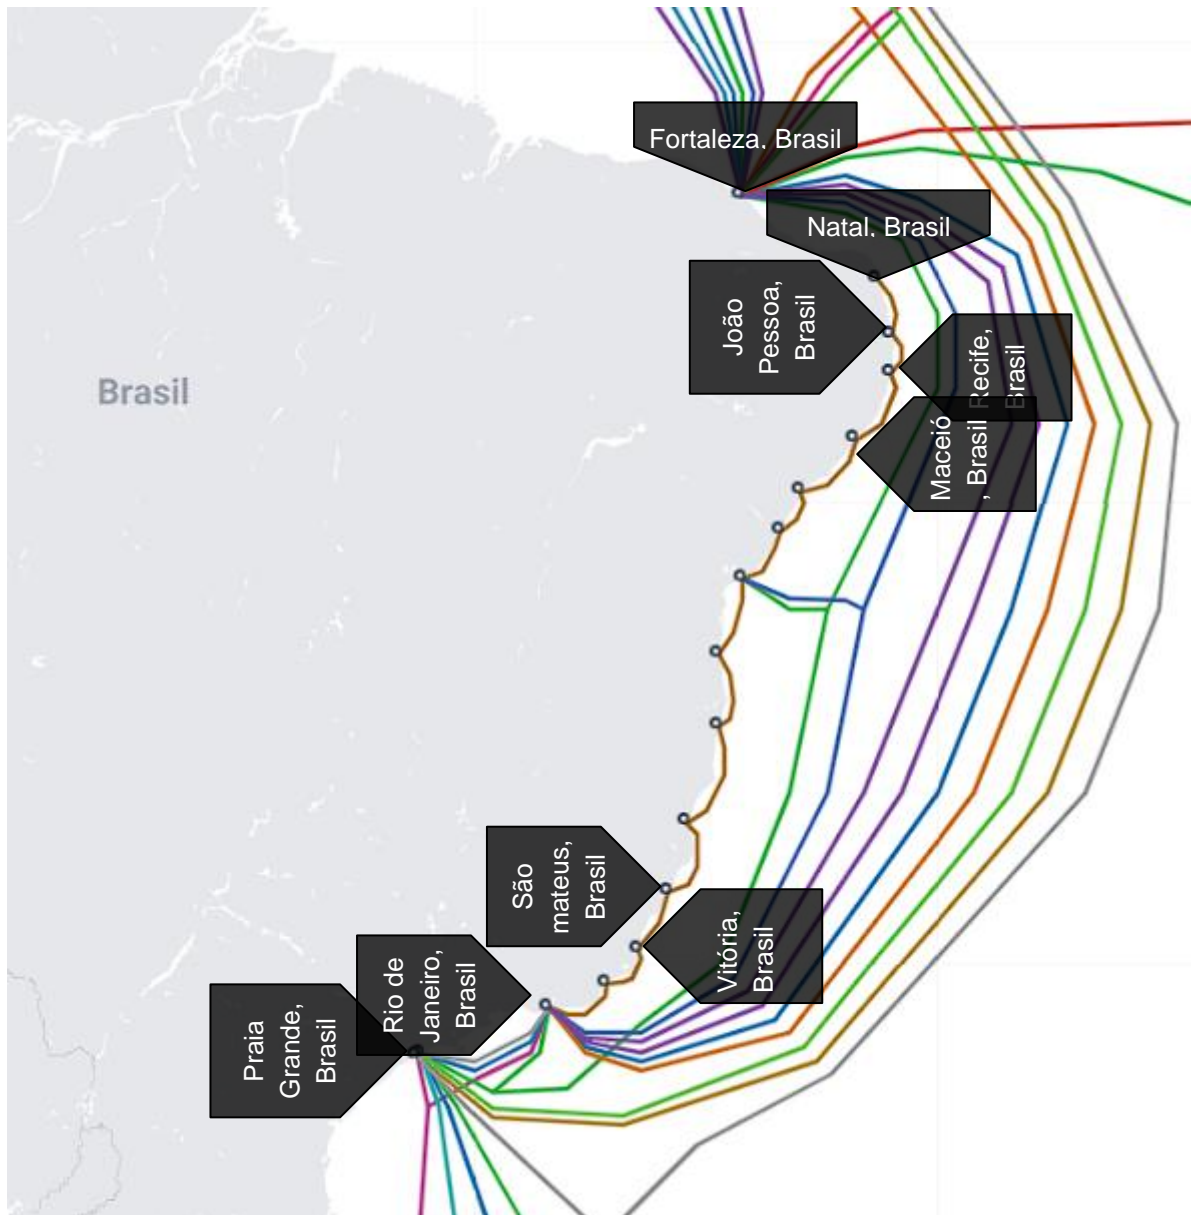 Fortaleza, Brasil
Natal, Brasil
João
Pessoa,
Brasil
Recife,
Brasil
Brasil
Maceió
, Brasil
São
mateus,
Brasil
Vitória,
Brasil
Rio de
Janeiro,
Brasil
Praia
Grande,
Brasil